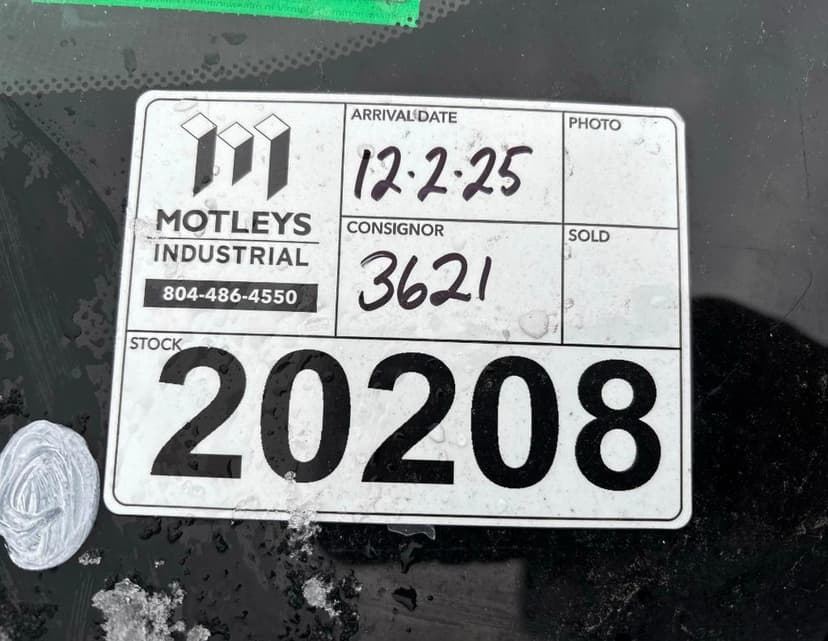 MOTLEYS
INDUSTRIAL
804-486-4550
ARRIVAL DATE
12.2.25
PHOTO
CONSIGNOR
3621
SOLD
STOCK
20208